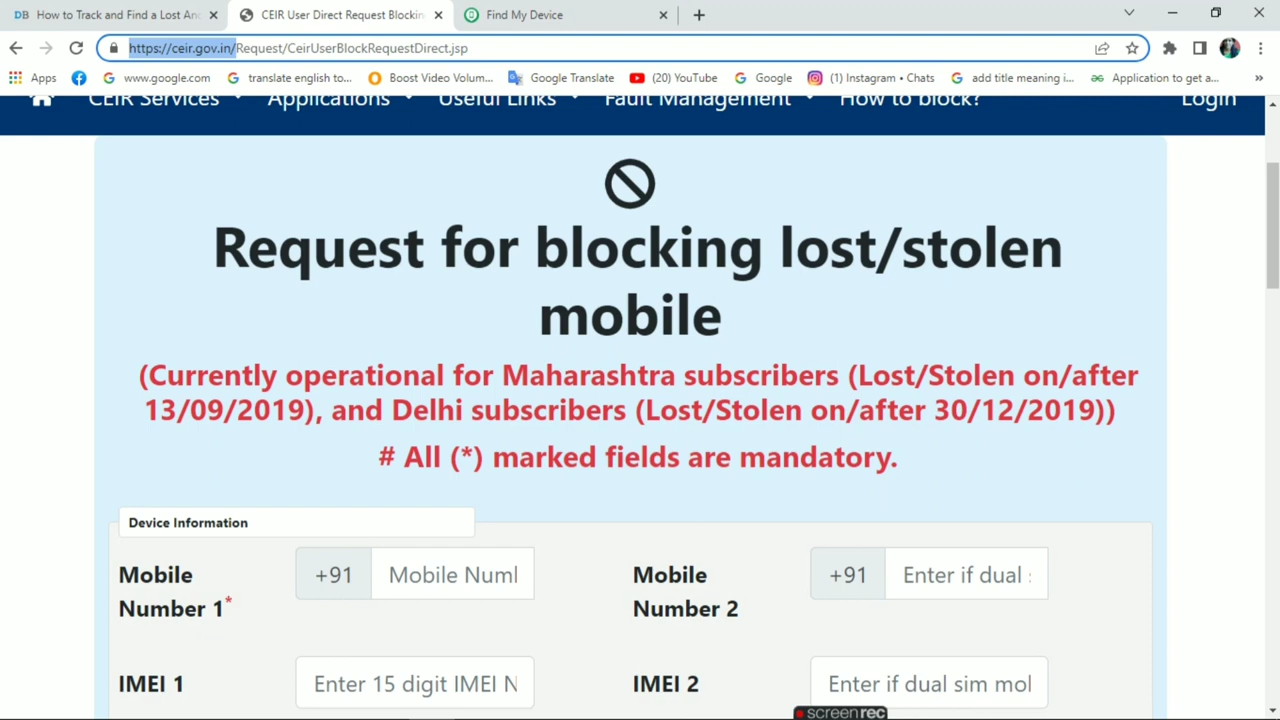 DB How to Track and Find a Lost An
CEIR User Direct Request Blockin
Find My Device
https://ceir.gov.in/Request/CeirUserBlockRequestDirect.jsp
Apps
www.google.com
translate english to...
Boost Video Volum...
Google Translate
(20) YouTube
Google
(1) Instagram • Chats
add title meaning i...
Application to get a...
CEIR Services
Applications
Useful Links
Fault Management
How to block?
Login
Request for blocking lost/stolen
mobile
(Currently operational for Maharashtra subscribers (Lost/Stolen on/after
13/09/2019), and Delhi subscribers (Lost/Stolen on/after 30/12/2019))
# All (*) marked fields are mandatory.
Device Information
Mobile
Number 1*
+91
Mobile Numl
Mobile
Number 2
+91
Enter if dual :
IMEI 1
Enter 15 digit IMEI N
IMEI 2
Enter if dual sim mol
screenrec